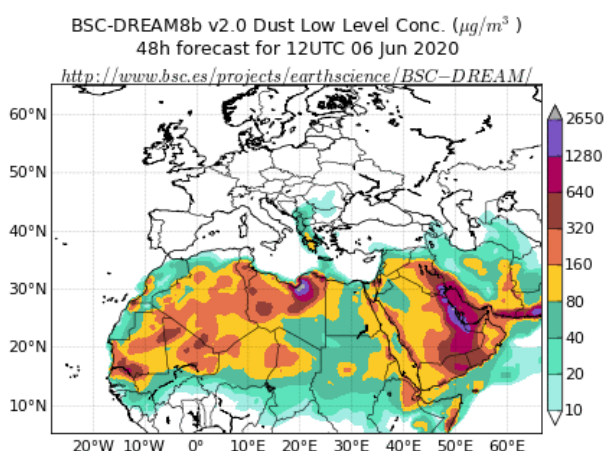 BSC-DREAM8b v2.0 Dust Low Level Conc. (μg/m³ )
48h forecast for 12UTC 06 Jun 2020
http://www.bsc.es/projects/earthscience/BSC−DREAM/
60°N
50°N
40°N
30°N
20°N
10°N
20°W 10°W 0° 10°E 20°E 30°E 40°E 50°E 60°E
2650
1280
640
320
160
80
40
20
10